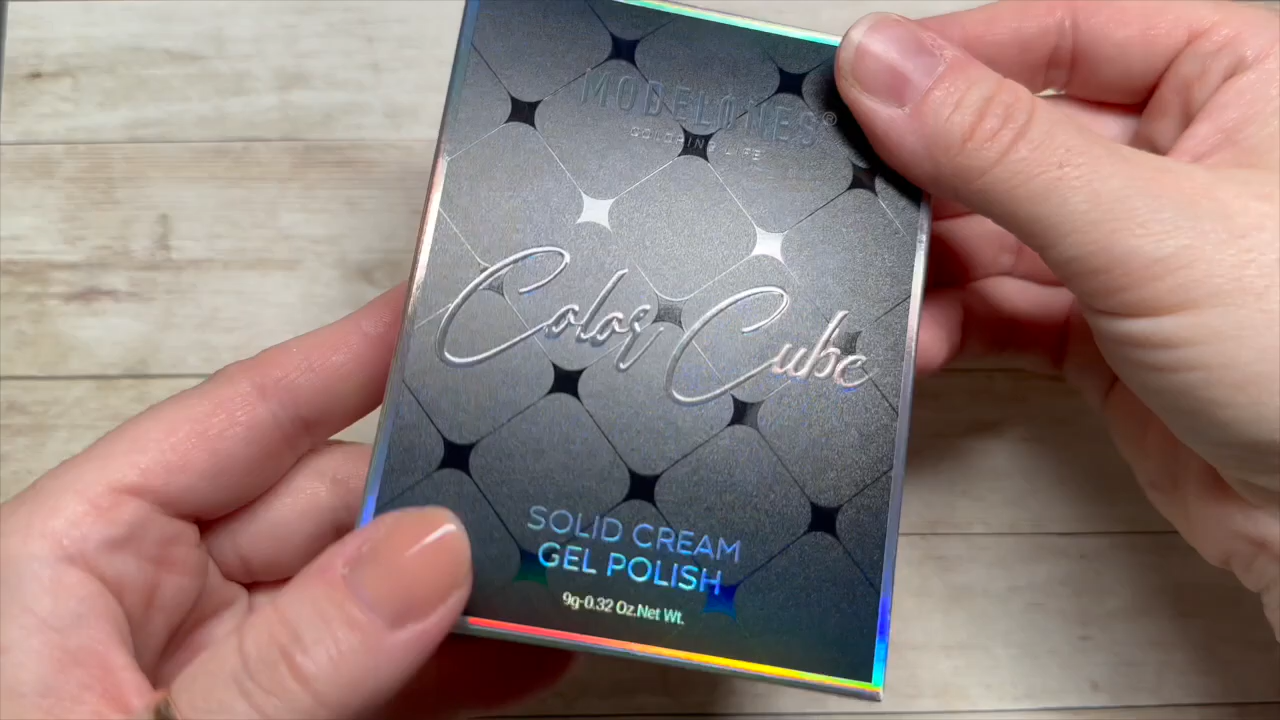 MODELONES®
COLORING LIFE
Color Cube
SOLID CREAM
GEL POLISH
9g-0.32 Oz.Net Wt.